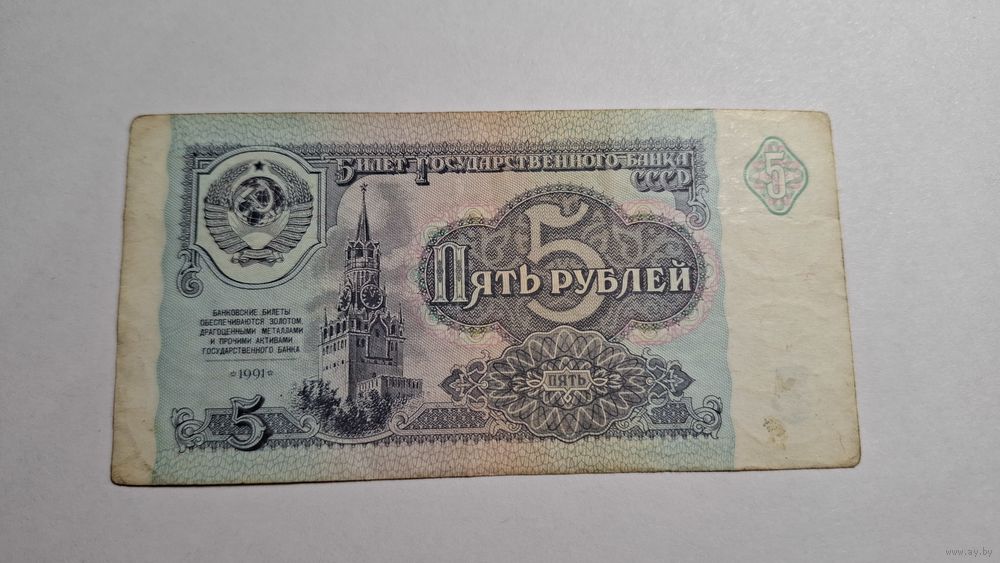 Билет Государственного Банка
СССР
5
5
Пять рублей
БАНКОВСКИЕ БИЛЕТЫ
ОБЕСПЕЧИВАЮТСЯ ЗОЛОТОМ,
ДРАГОЦЕННЫМИ МЕТАЛЛАМИ
И ПРОЧИМИ АКТИВАМИ
ГОСУДАРСТВЕННОГО БАНКА
1991
ПЯТЬ
5
www.ay.by